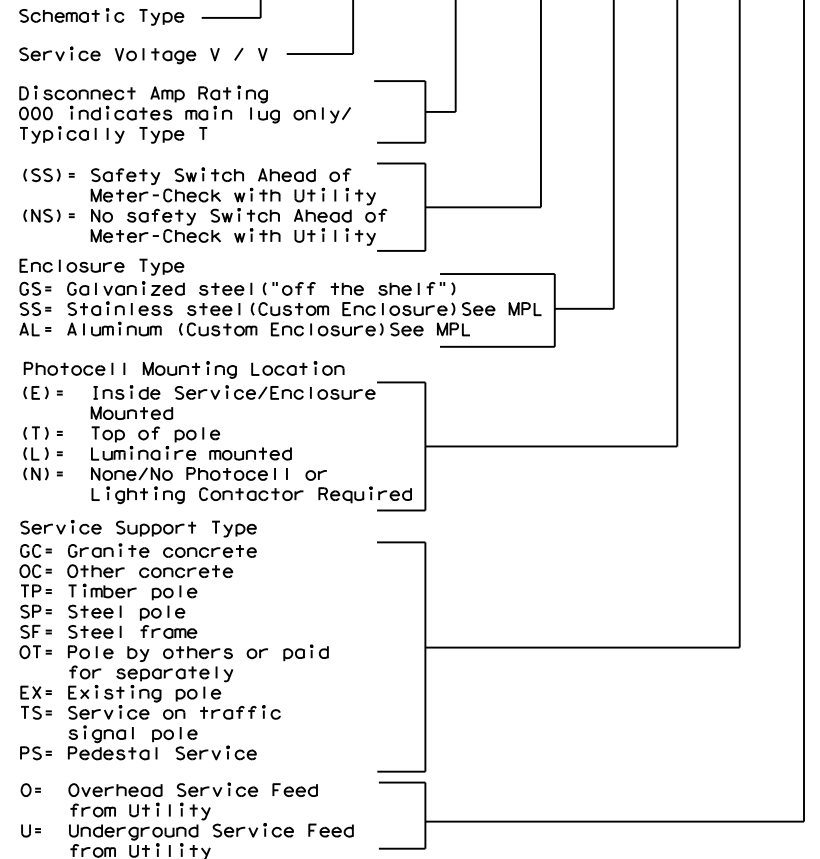 Schematic Type
Service Voltage V / V
Disconnect Amp Rating
000 indicates main lug only/
Typically Type T
(SS)= Safety Switch Ahead of
Meter-Check with Utility
(NS)= No safety Switch Ahead of
Meter-Check with Utility
Enclosure Type
GS= Galvanized steel("off the shelf")
SS= Stainless steel(Custom Enclosure)See MPL
AL= Aluminum (Custom Enclosure)See MPL
Photocell Mounting Location
(E)= Inside Service/Enclosure
Mounted
(T)= Top of pole
(L)= Luminaire mounted
(N)= None/No Photocell or
Lighting Contactor Required
Service Support Type
GC= Granite concrete
OC= Other concrete
TP= Timber pole
SP= Steel pole
SF= Steel frame
OT= Pole by others or paid
for separately
EX= Existing pole
TS= Service on traffic
signal pole
PS= Pedestal Service
O= Overhead Service Feed
from Utility
U= Underground Service Feed
from Utility